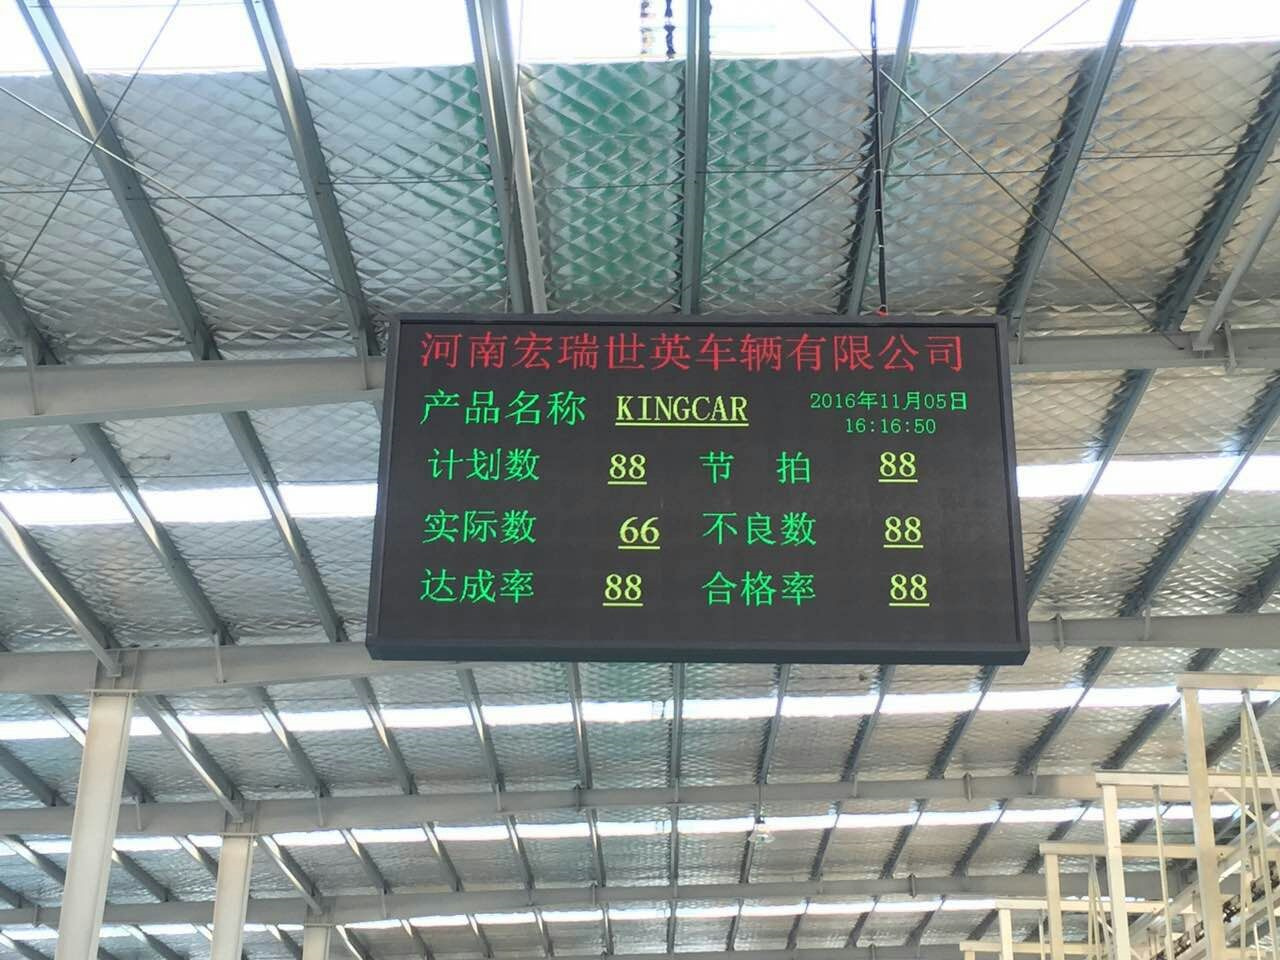 河南宏瑞世英车辆有限公司
产品名称 KINGCAR 2016年11月05日
16:16:50
计划数 88 节 拍 88
实际数 66 不良数 88
达成率 88 合格率 88